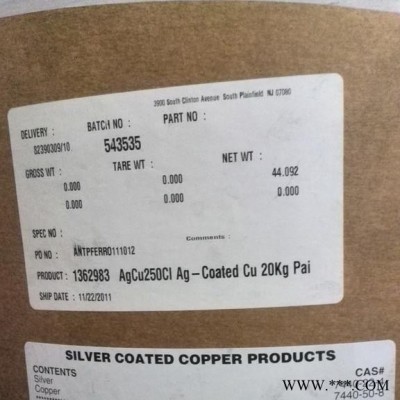 3900 South Clinton Avenue South Plainfield NJ 07080
DELIVERY : BATCH NO : PART NO :
82390309/10 543535
GROSS WT : TARE WT : NET WT :
0.000 0.000 44.092
0.000 0.000
SPEC NO : Comments :
PO NO : ANTPFERRO111012
PRODUCT : 1362983 AgCu250Cl Ag-Coated Cu 20Kg Pai
SHIP DATE : 11/22/2011
SILVER COATED COPPER PRODUCTS
CONTENTS CAS#
Silver
Copper 7440-50-8
www.***.COM